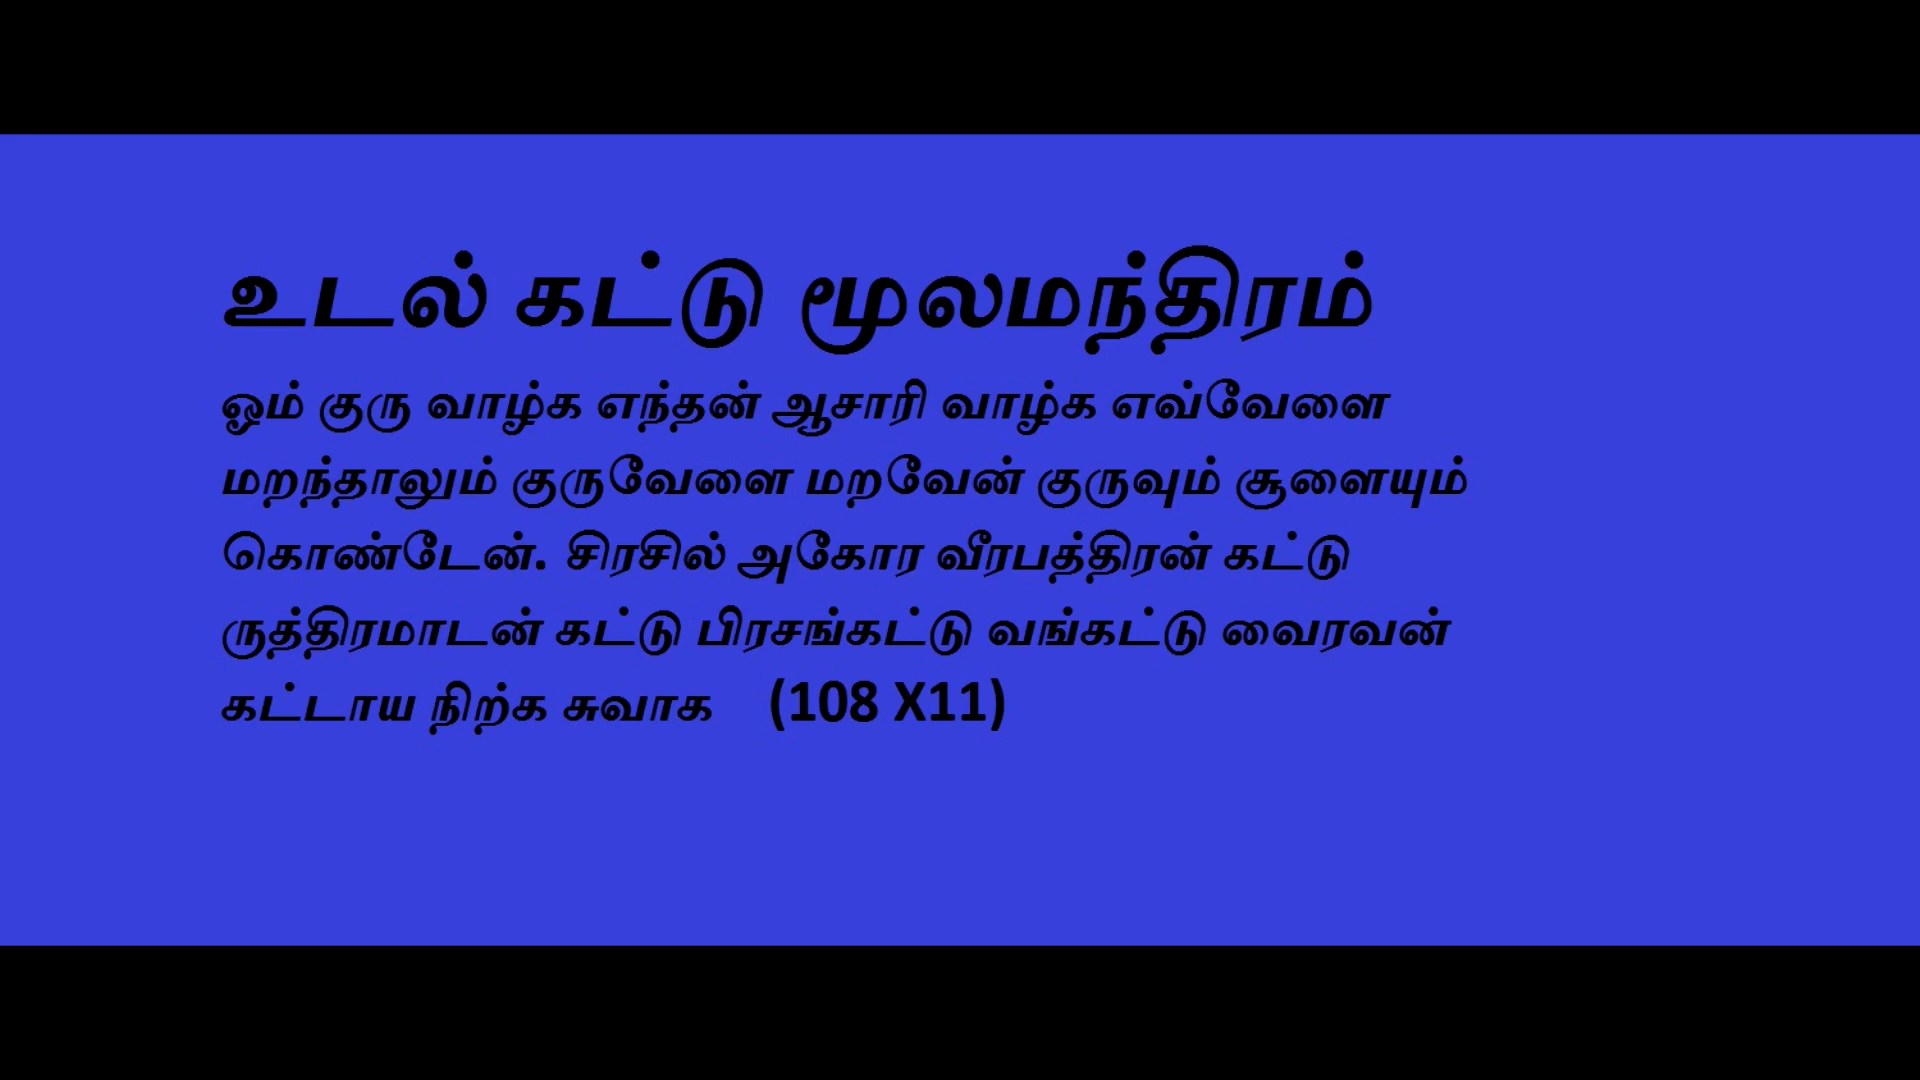 உடல் கட்டு மூலமந்திரம்
ஓம் குரு வாழ்க எந்தன் ஆசாரி வாழ்க எவ்வேளை
மறந்தாலும் குருவேளை மறவேன் குருவும் சூளையும்
கொண்டேன். சிரசில் அகோர வீரபத்திரன் கட்டு
ருத்திரமாடன் கட்டு பிரசங்கட்டு வங்கட்டு வைரவன்
கட்டாய நிற்க சுவாக (108 X11)